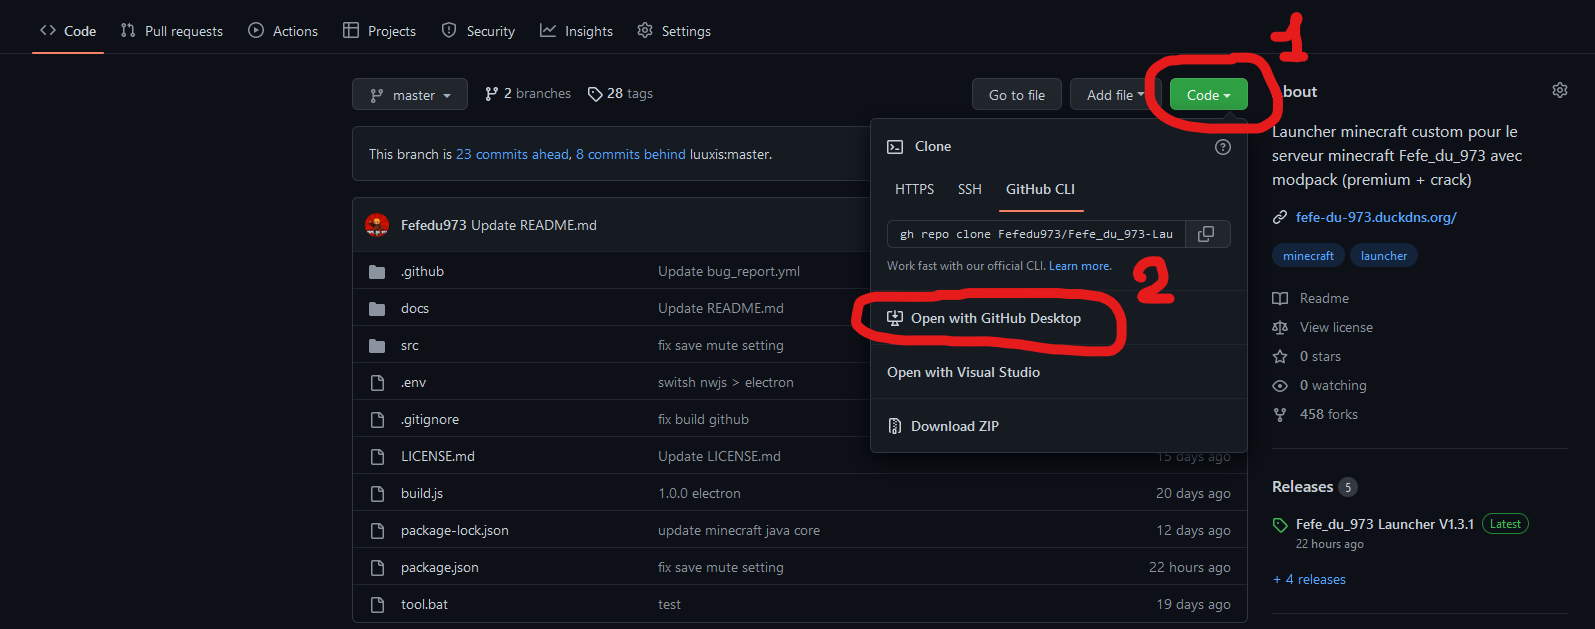 Code Pull requests Actions Projects Security Insights Settings
1
master 2 branches 28 tags Go to file Add file Code
This branch is 23 commits ahead, 8 commits behind luuxis:master.
Fefedu973 Update README.md
.github Update bug_report.yml
docs Update README.md
src fix save mute setting
.env switsh nwjs > electron
.gitignore fix build github
LICENSE.md Update LICENSE.md 15 days ago
build.js 1.0.0 electron 20 days ago
package-lock.json update minecraft java core 12 days ago
package.json fix save mute setting 22 hours ago
tool.bat test 19 days ago
Clone
HTTPS SSH GitHub CLI
gh repo clone Fefedu973/Fefe_du_973-Lau
Work fast with our official CLI. Learn more.
2
Open with GitHub Desktop
Open with Visual Studio
Download ZIP
bout
Launcher minecraft custom pour le
serveur minecraft Fefe_du_973 avec
modpack (premium + crack)
fefe-du-973.duckdns.org/
minecraft launcher
Readme
View license
0 stars
0 watching
458 forks
Releases 5
Fefe_du_973 Launcher V1.3.1 Latest
22 hours ago
+ 4 releases